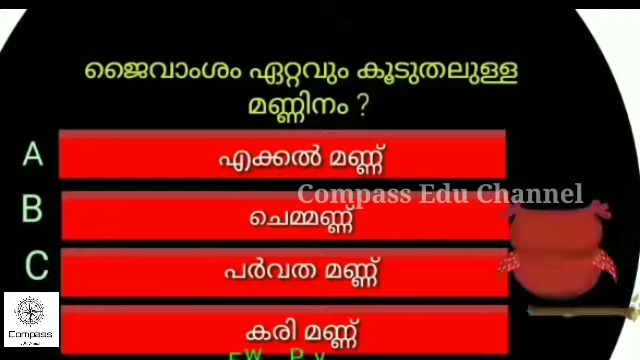 ജൈവാംശം ഏറ്റവും കൂടുതലുള്ള
മണ്ണിനം ?
A
എക്കൽ മണ്ണ്
Compass Edu Channel
B
ചെമ്മണ്ണ്
C
പർവത മണ്ണ്
കരി മണ്ണ്
Compass